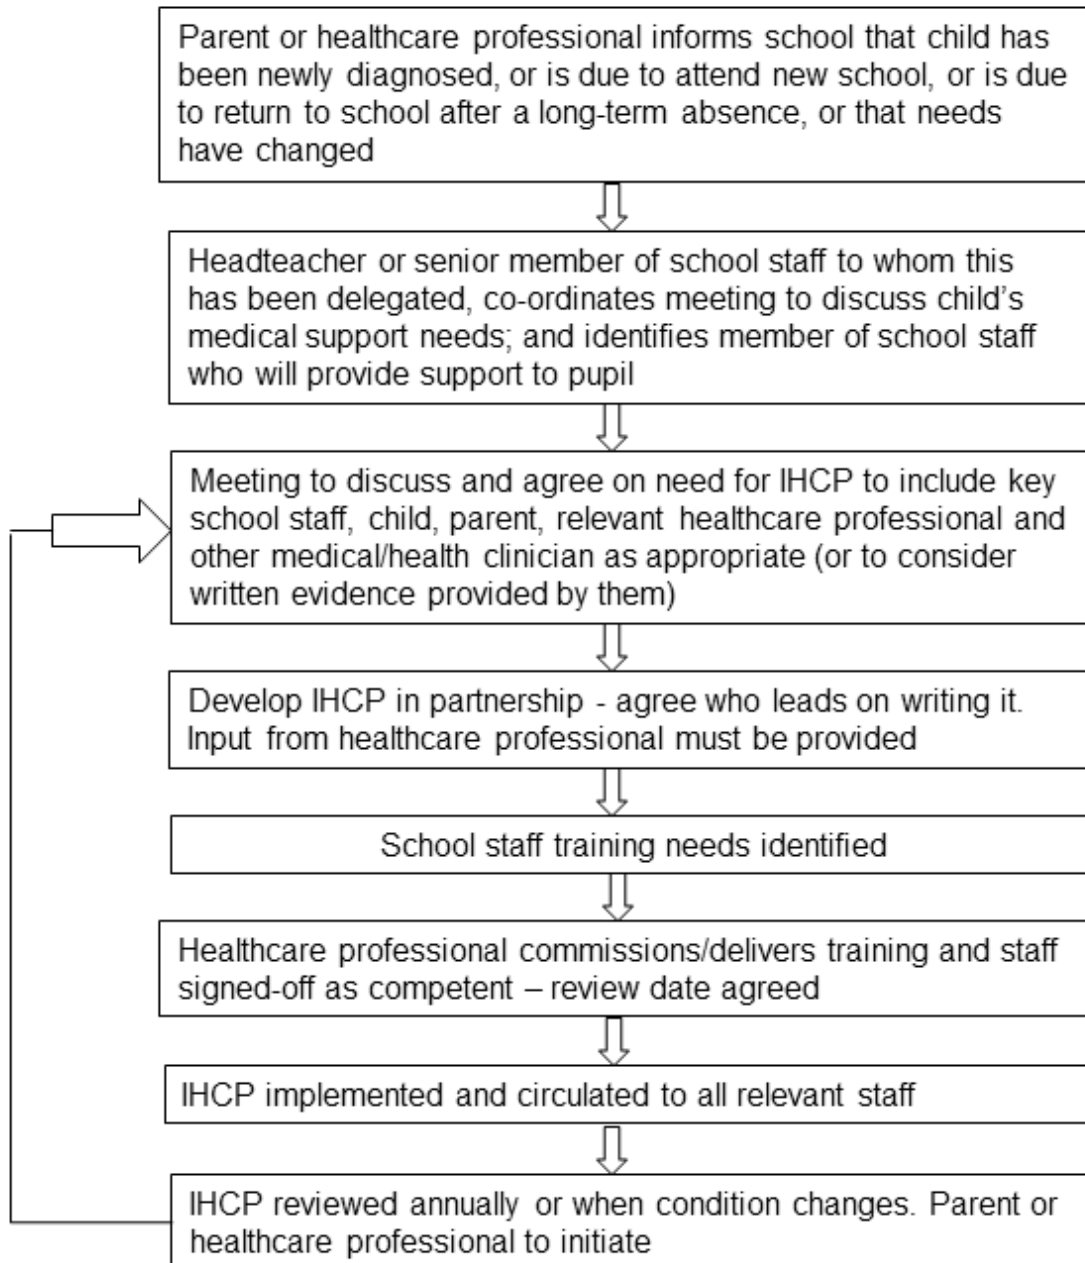 Parent or healthcare professional informs school that child has
been newly diagnosed, or is due to attend new school, or is due
to return to school after a long-term absence, or that needs
have changed
Headteacher or senior member of school staff to whom this
has been delegated, co-ordinates meeting to discuss child’s
medical support needs; and identifies member of school staff
who will provide support to pupil
Meeting to discuss and agree on need for IHCP to include key
school staff, child, parent, relevant healthcare professional and
other medical/health clinician as appropriate (or to consider
written evidence provided by them)
Develop IHCP in partnership - agree who leads on writing it.
Input from healthcare professional must be provided
School staff training needs identified
Healthcare professional commissions/delivers training and staff
signed-off as competent – review date agreed
IHCP implemented and circulated to all relevant staff
IHCP reviewed annually or when condition changes. Parent or
healthcare professional to initiate